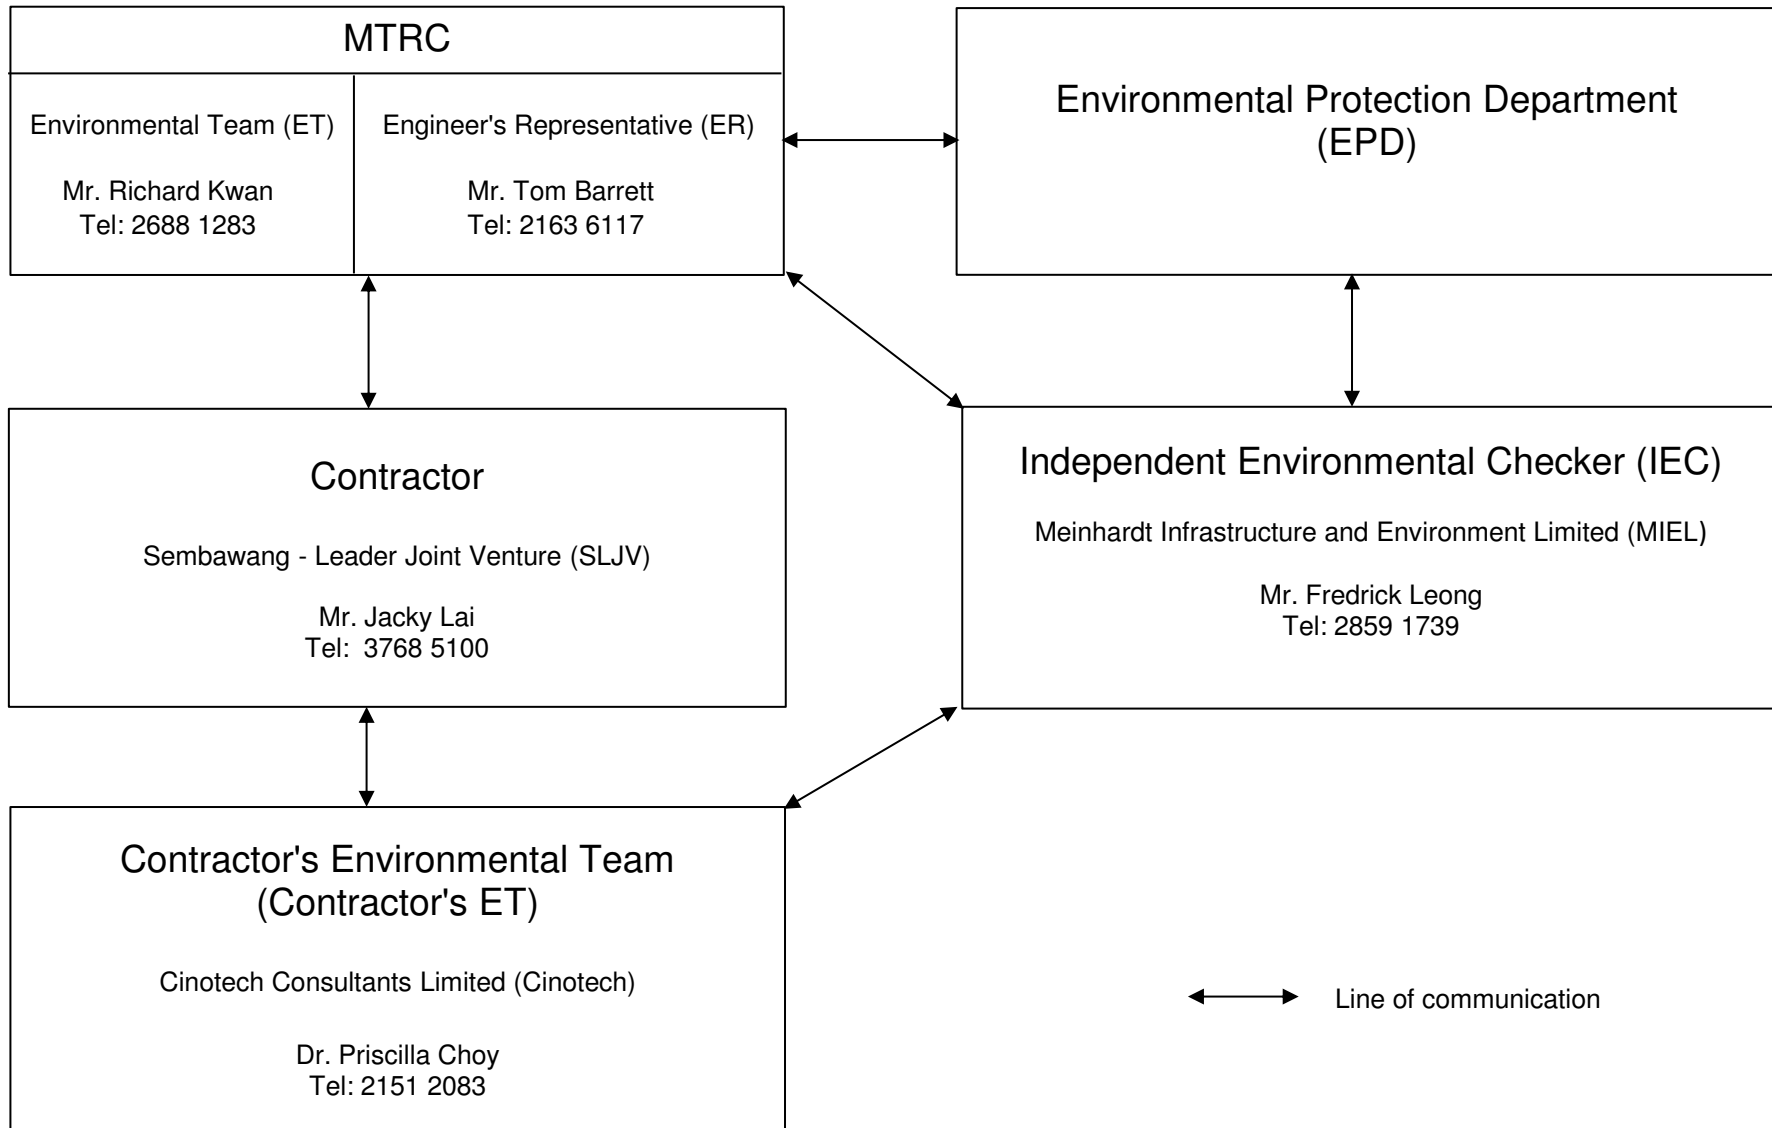 MTRC
Environmental Team (ET)
Mr. Richard Kwan
Tel: 2688 1283
Engineer's Representative (ER)
Mr. Tom Barrett
Tel: 2163 6117
Environmental Protection Department
(EPD)
Contractor
Sembawang - Leader Joint Venture (SLJV)
Mr. Jacky Lai
Tel:  3768 5100
Independent Environmental Checker (IEC)
Meinhardt Infrastructure and Environment Limited (MIEL)
Mr. Fredrick Leong
Tel: 2859 1739
Contractor's Environmental Team
(Contractor's ET)
Cinotech Consultants Limited (Cinotech)
Dr. Priscilla Choy
Tel: 2151 2083
Line of communication